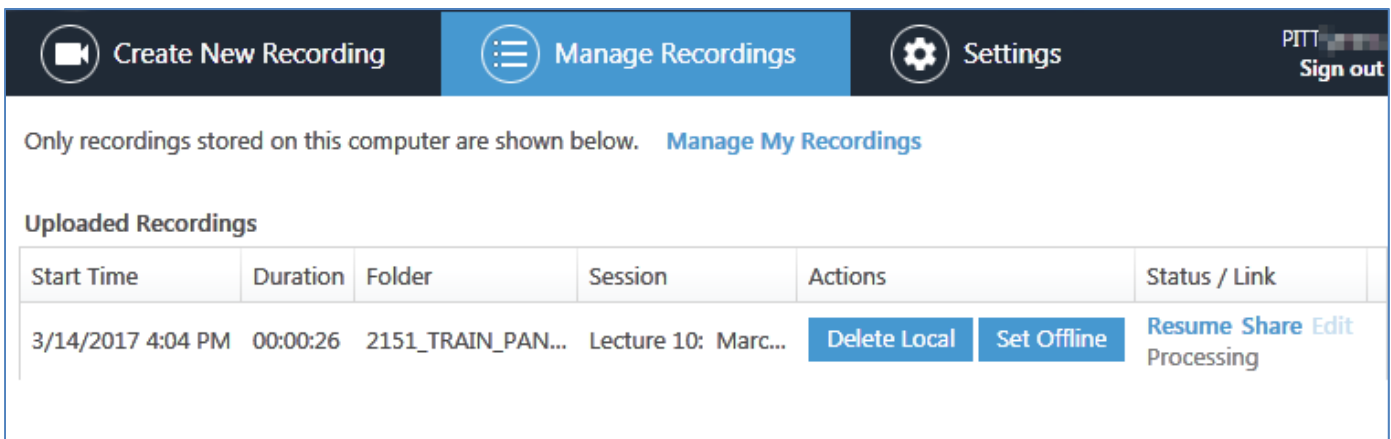 Create New Recording Manage Recordings Settings PITT
Sign out
Only recordings stored on this computer are shown below. Manage My Recordings
Uploaded Recordings
Start Time Duration Folder Session Actions Status / Link
3/14/2017 4:04 PM 00:00:26 2151_TRAIN_PAN... Lecture 10: Marc... Delete Local Set Offline Resume Share Edit
Processing